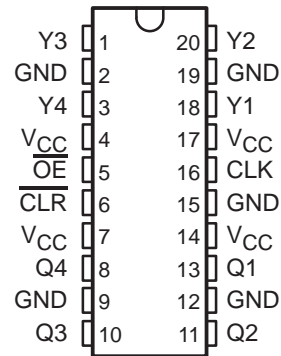 Y3 1 20 Y2
GND 2 19 GND
Y4 3 18 Y1
VCC 4 17 VCC
OE 5 16 CLK
CLR 6 15 GND
VCC 7 14 VCC
Q4 8 13 Q1
GND 9 12 GND
Q3 10 11 Q2